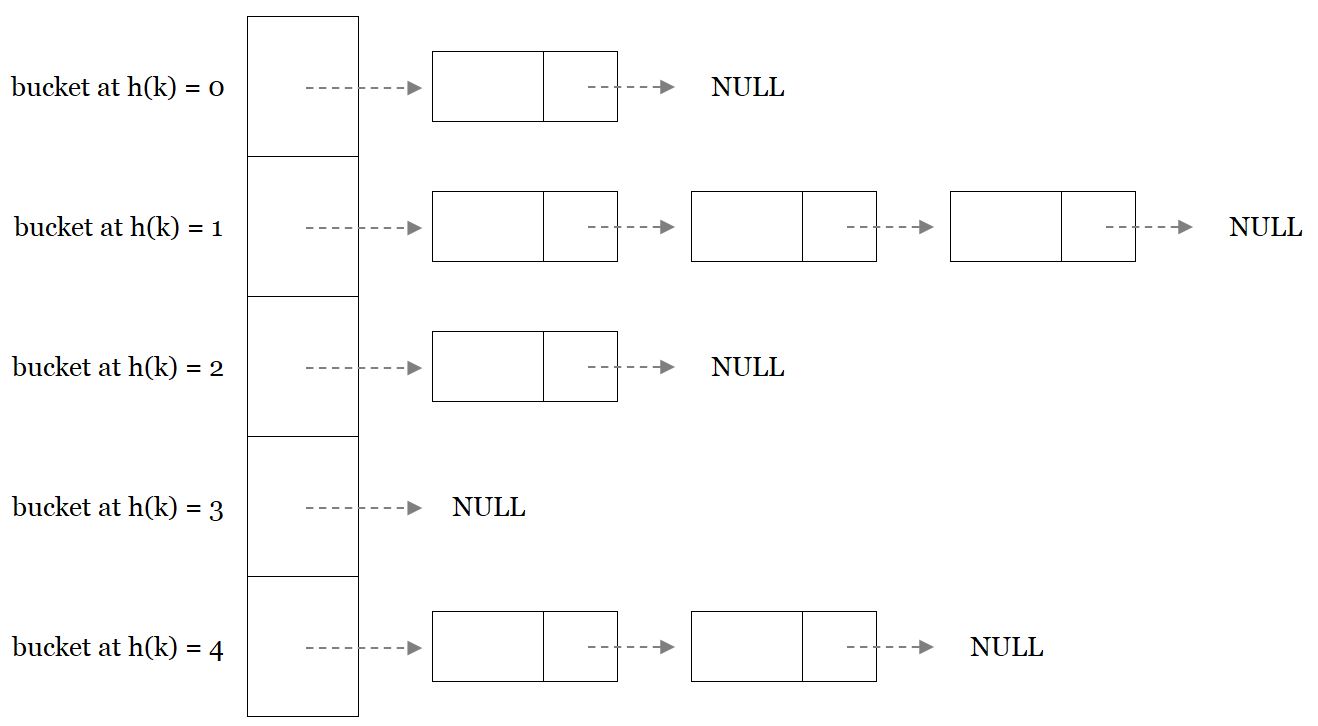 bucket at h(k) = 0 NULL
bucket at h(k) = 1 NULL
bucket at h(k) = 2 NULL
bucket at h(k) = 3 NULL
bucket at h(k) = 4 NULL